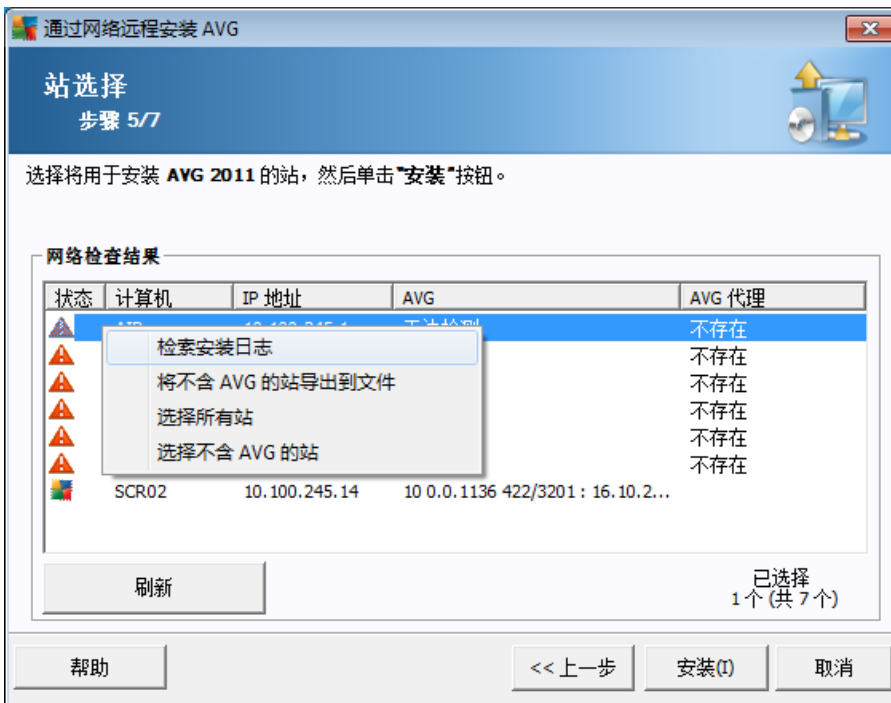 通过网络远程安装 AVG
站选择
步骤 5/7
选择将用于安装 AVG 2011 的站，然后单击"安装"按钮。
网络检查结果
状态 计算机 IP 地址 AVG AVG 代理
不存在
检索安装日志
不存在
将不含 AVG 的站导出到文件
不存在
选择所有站
不存在
选择不含 AVG 的站
不存在
不存在
SCR02 10.100.245.14 10 0.0.1136 422/3201 : 16.10.2...
刷新
已选择
1 个 (共 7 个)
帮助
<< 上一步
安装(I)
取消